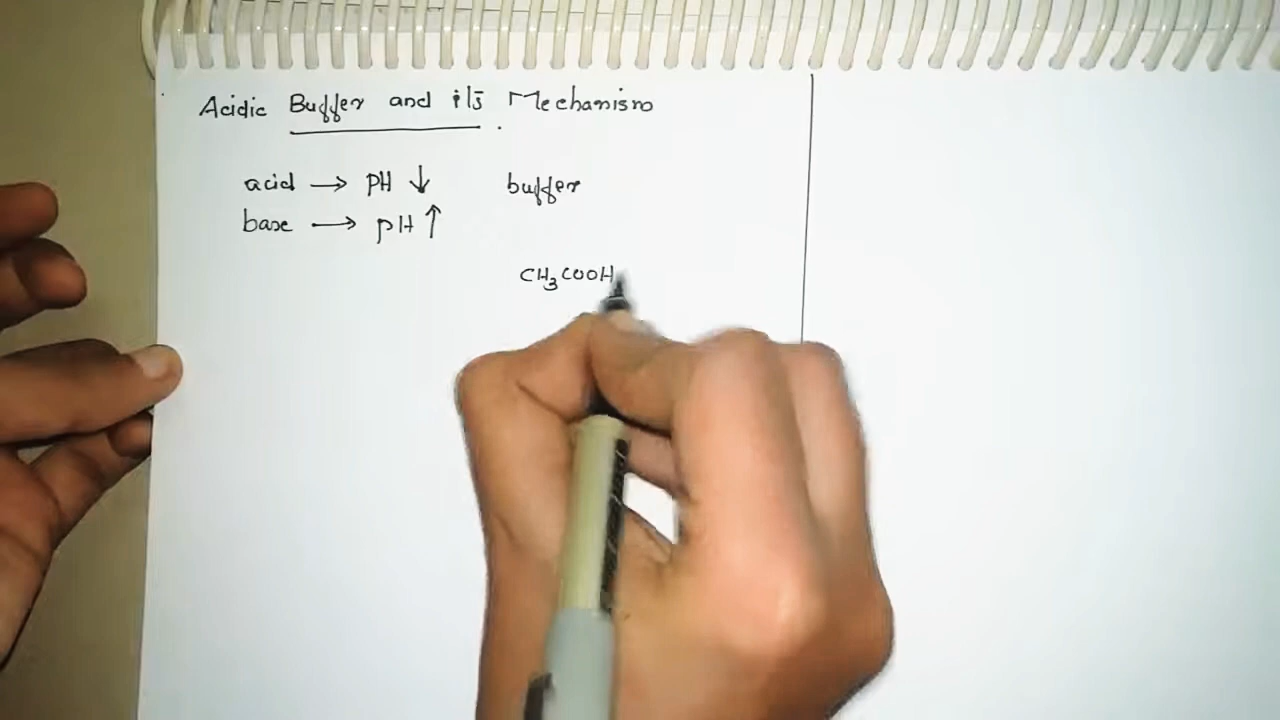 Acidic Buffer and its Mechanism
acid → pH ↓ buffer
base → pH ↑
CH₃COOH